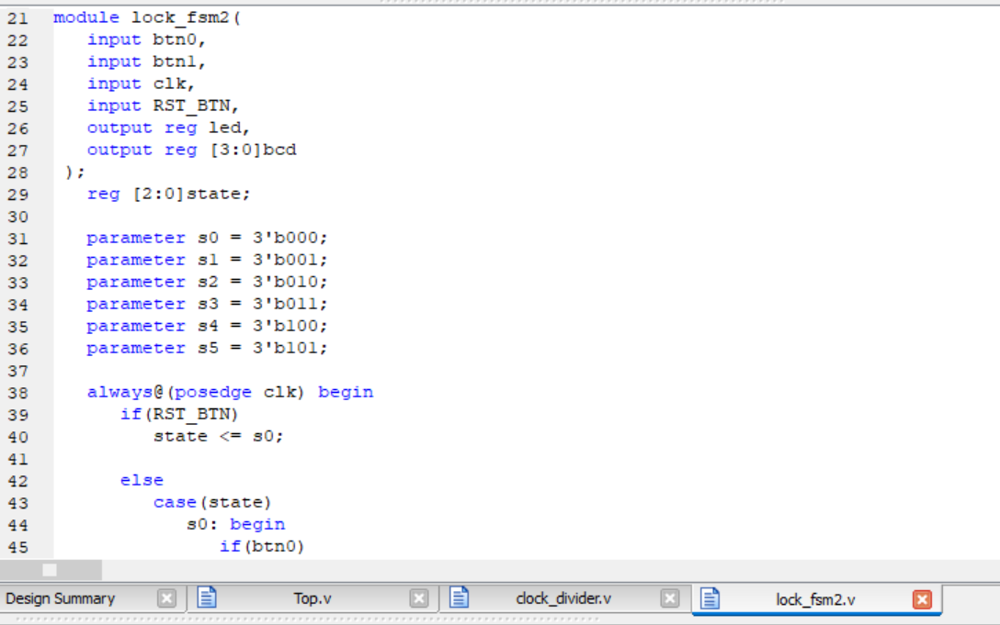 21 module lock_fsm2(
22 input btn0,
23 input btn1,
24 input clk,
25 input RST_BTN,
26 output reg led,
27 output reg [3:0]bcd
28 );
29 reg [2:0]state;
30
31 parameter s0 = 3'b000;
32 parameter s1 = 3'b001;
33 parameter s2 = 3'b010;
34 parameter s3 = 3'b011;
35 parameter s4 = 3'b100;
36 parameter s5 = 3'b101;
37
38 always@(posedge clk) begin
39 if(RST_BTN)
40 state <= s0;
41
42 else
43 case(state)
44 s0: begin
45 if(btn0)
Design Summary Top.v clock_divider.v lock_fsm2.v